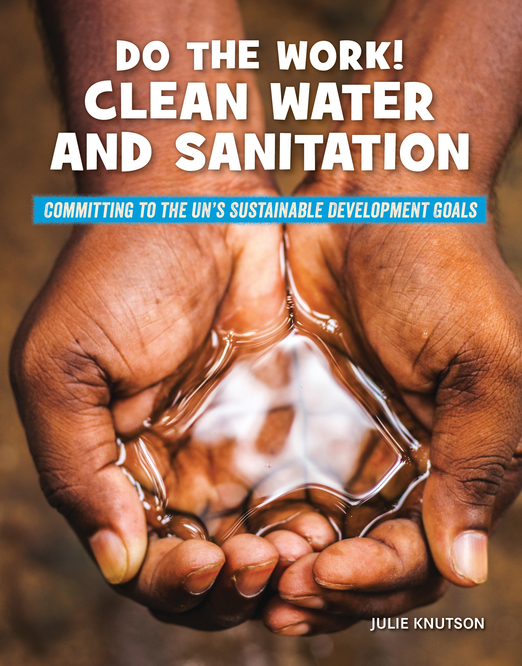 DO THE WORK!
CLEAN WATER
AND SANITATION
COMMITTING TO THE UN'S SUSTAINABLE DEVELOPMENT GOALS
JULIE KNUTSON